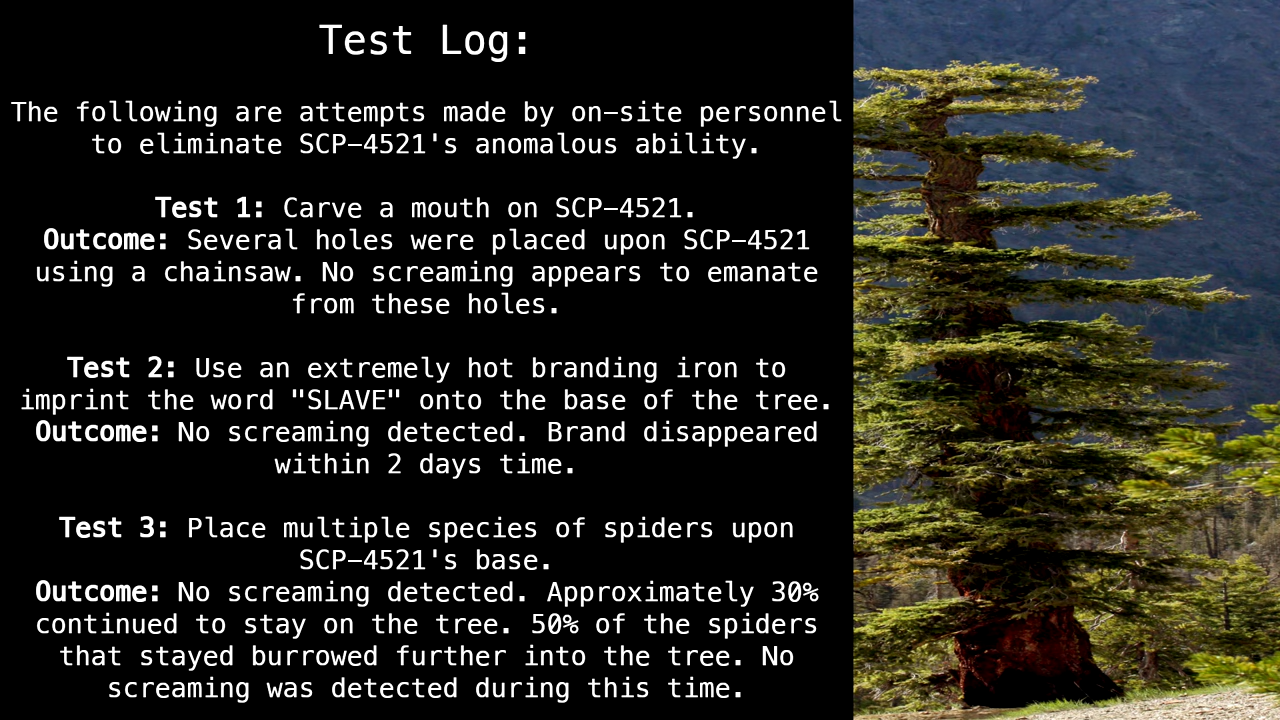 Test Log:
The following are attempts made by on-site personnel
to eliminate SCP-4521's anomalous ability.
Test 1: Carve a mouth on SCP-4521.
Outcome: Several holes were placed upon SCP-4521
using a chainsaw. No screaming appears to emanate
from these holes.
Test 2: Use an extremely hot branding iron to
imprint the word "SLAVE" onto the base of the tree.
Outcome: No screaming detected. Brand disappeared
within 2 days time.
Test 3: Place multiple species of spiders upon
SCP-4521's base.
Outcome: No screaming detected. Approximately 30%
continued to stay on the tree. 50% of the spiders
that stayed burrowed further into the tree. No
screaming was detected during this time.